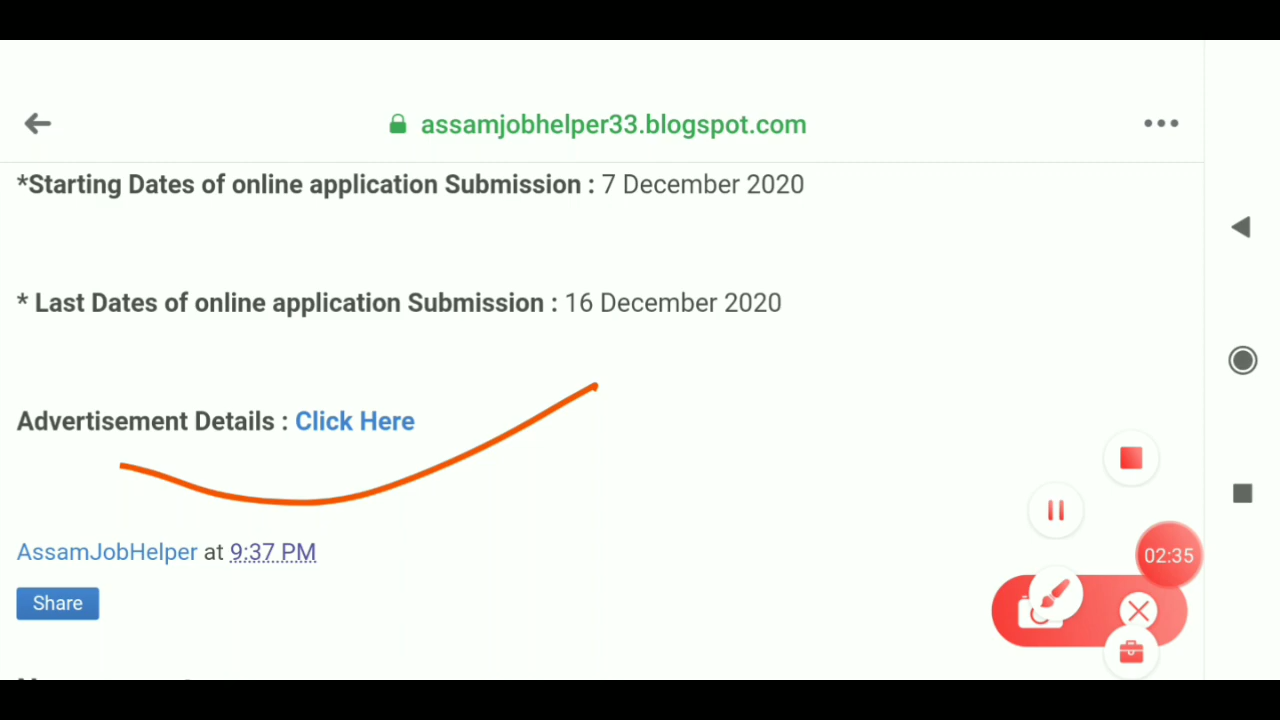 assamjobhelper33.blogspot.com
*Starting Dates of online application Submission : 7 December 2020
* Last Dates of online application Submission : 16 December 2020
Advertisement Details : Click Here
AssamJobHelper at 9:37 PM
Share
02:35